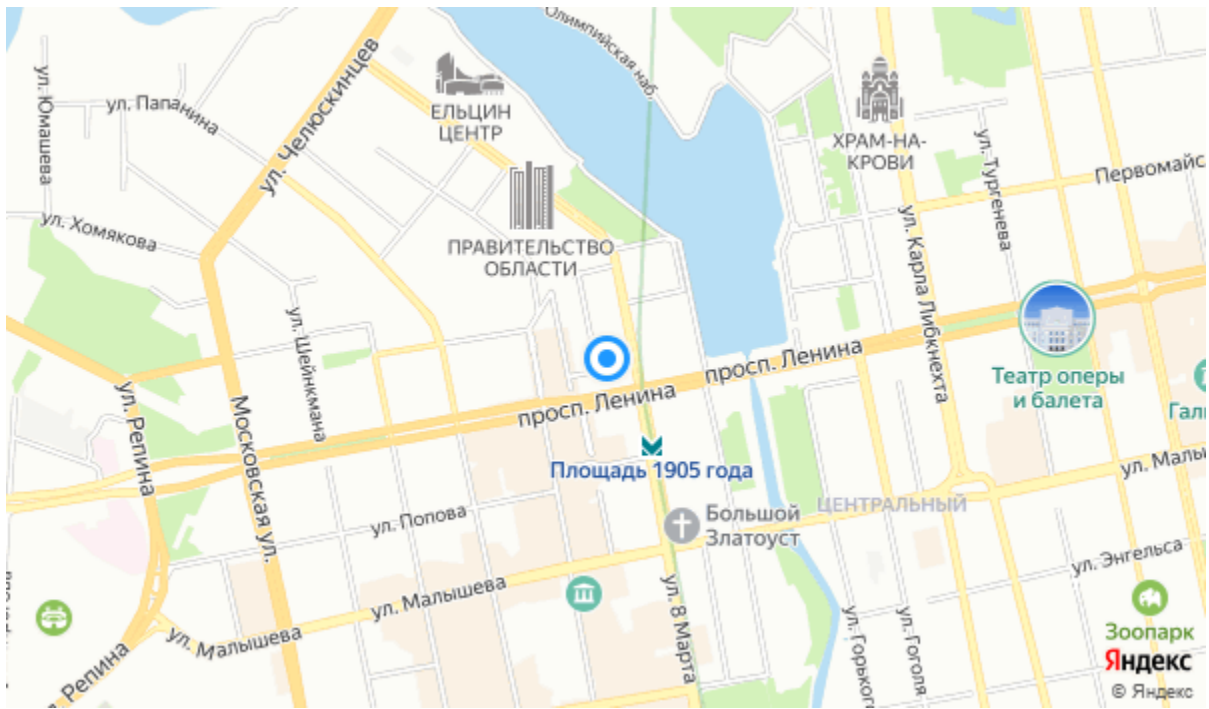 Олимпийская наб.
ул. Юмашева
ул. Папанина
ул. Челюскинцев
ЕЛЬЦИН
ЦЕНТР
ХРАМ-НА-
КРОВИ
ул. Тургенева
Первомайс
ул. Хомякова
ПРАВИТЕЛЬСТВО
ОБЛАСТИ
ул. Карла Либкнехта
ул. Шейнкмана
просп. Ленина
просп. Ленина
Театр оперы
и балета
Гал
ул. Репина
Московская ул.
Площадь 1905 года
ул. Малы
ЦЕНТРАЛЬНЫЙ
Большой
Златоуст
ул. Попова
ул. Энгельса
ул. Малышева
ул. Малышева
ул. 8 Марта
ул. Горького
ул. Гоголя
Репина
Зоопарк
Яндекс
© Яндекс